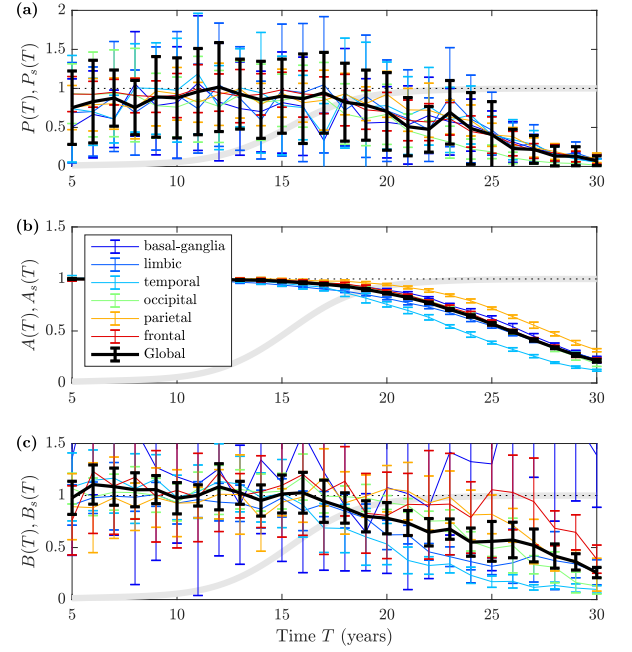 (a)
2
1.5
1
0.5
0
P(T), P_s(T)
5 10 15 20 25 30
(b)
1.5
1
0.5
0
A(T), A_s(T)
basal-ganglia
limbic
temporal
occipital
parietal
frontal
Global
5 10 15 20 25 30
(c)
1.5
1
0.5
0
B(T), B_s(T)
5 10 15 20 25 30
Time T (years)